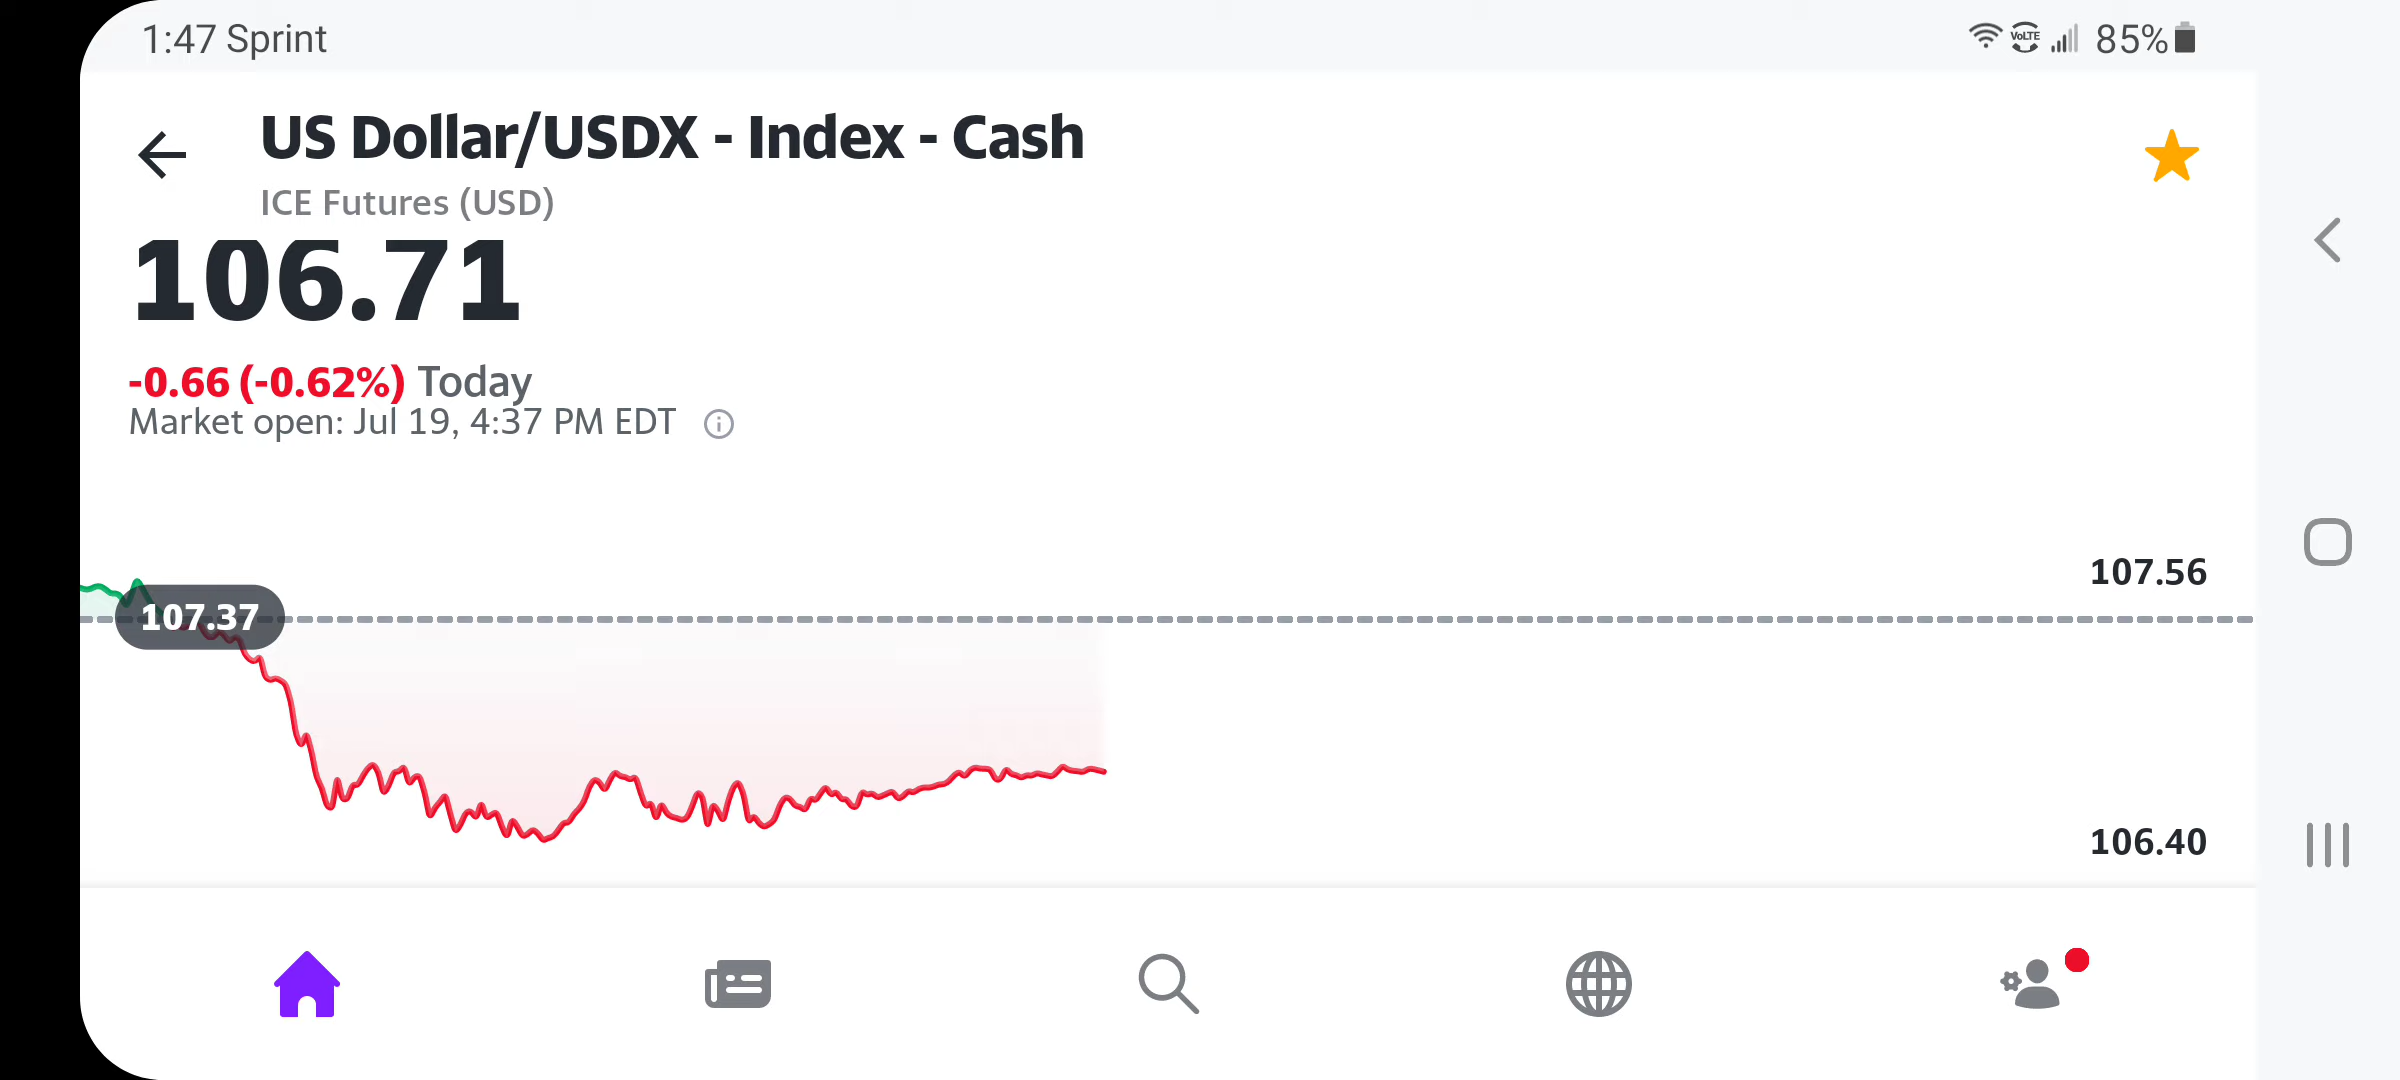 1:47 Sprint
VoLTE
85%
US Dollar/USDX - Index - Cash
ICE Futures (USD)
106.71
-0.66 (-0.62%) Today
Market open: Jul 19, 4:37 PM EDT
107.56
107.37
106.40